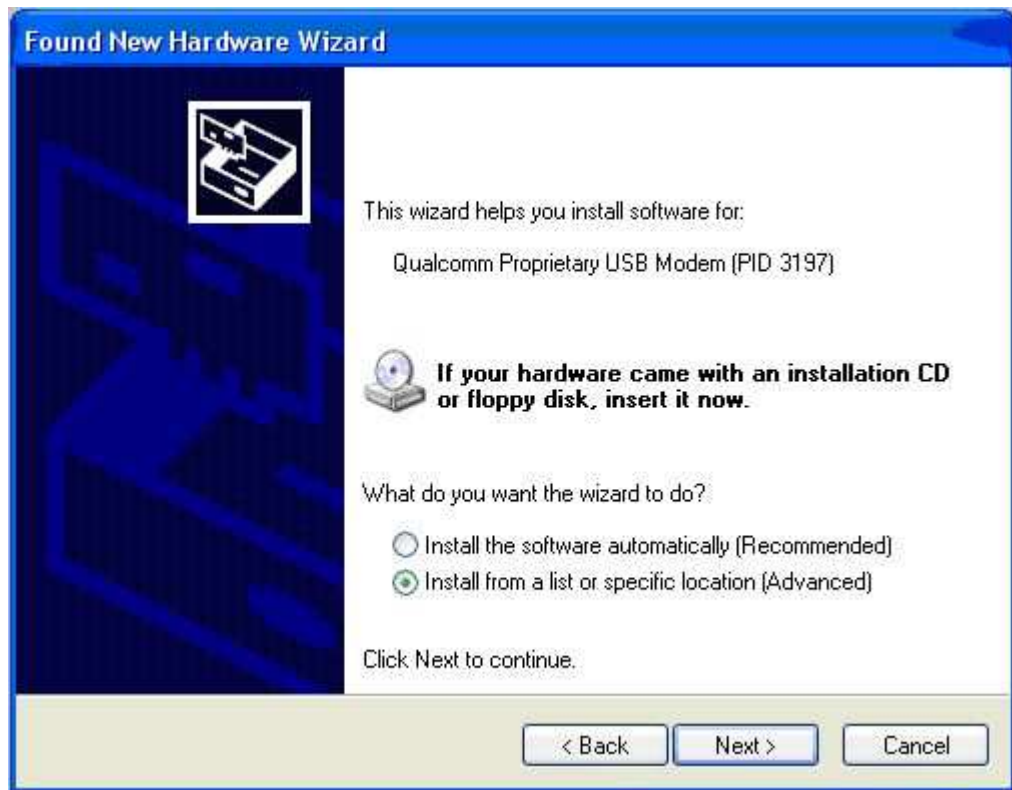 Found New Hardware Wizard
This wizard helps you install software for:
Qualcomm Proprietary USB Modem (PID 3197)
If your hardware came with an installation CD
or floppy disk, insert it now.
What do you want the wizard to do?
Install the software automatically (Recommended)
Install from a list or specific location (Advanced)
Click Next to continue.
< Back Next > Cancel